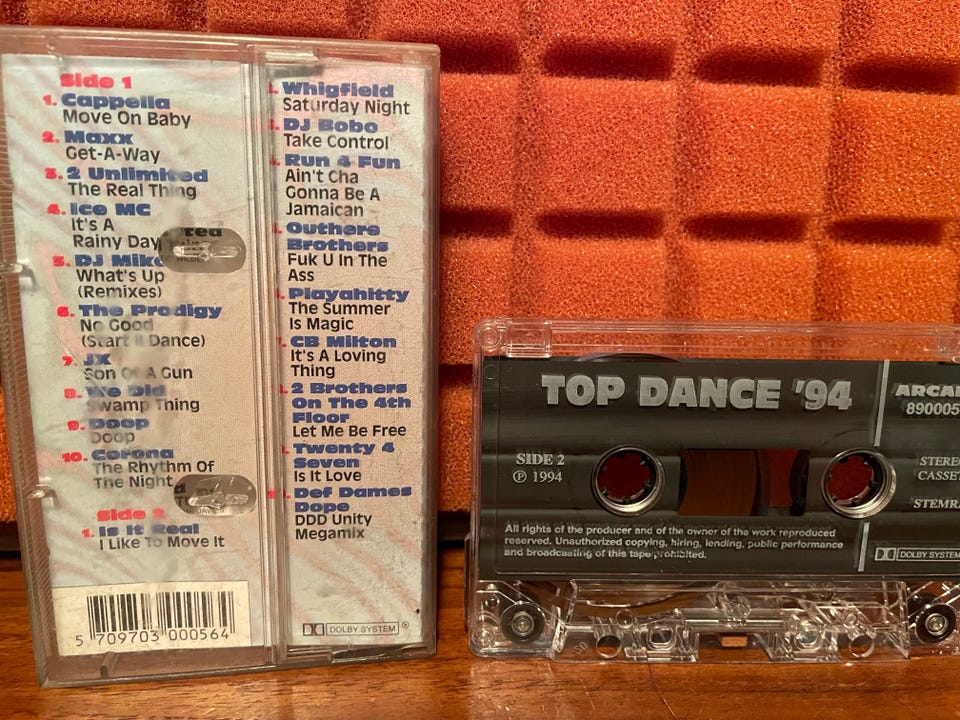 Side 1
1. Cappella
Move On Baby
2. Maxx
Get-A-Way
3. 2 Unlimited
The Real Thing
4. Ice MC
It's A
Rainy Day
5. DJ Mike
What's Up
(Remixes)
6. The Prodigy
No Good
(Start II Dance)
7. JX
Son Of A Gun
8. We Did
Swamp Thing
9. Doop
Doop
10. Corona
The Rhythm Of
The Night
Side 2
1. Is It Real
I Like To Move It
5 709703 000564
Whigfield
Saturday Night
DJ Bobo
Take Control
Run 4 Fun
Ain't Cha
Gonna Be A
Jamaican
Outhere
Brothers
Fuk U In The
Ass
Playahitty
The Summer
Is Magic
CB Milton
It's A Loving
Thing
2 Brothers
On The 4th
Floor
Let Me Be Free
Twenty 4
Seven
Is It Love
Def Dames
Dope
DDD Unity
Megamix
DOLBY SYSTEM ®
TOP DANCE '94
ARCA
890005
SIDE 2
℗ 1994
STEREO
CASSET
STEMRA
All rights of the producer and of the owner of the work reproduced
reserved. Unauthorized copying, hiring, lending, public performance
and broadcasting of this tape prohibited.
DOLBY SYSTEM